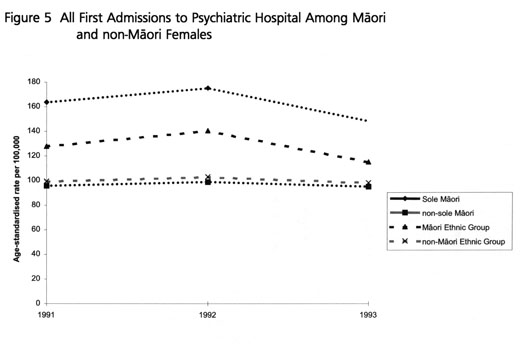 Figure 5 All First Admissions to Psychiatric Hospital Among Māori
and non-Māori Females
180
160
140
120
100
80
60
40
20
0
Age-standardised rate per 100,000
1991
1992
1993
Sole Māori
non-sole Māori
Māori Ethnic Group
non-Māori Ethnic Group